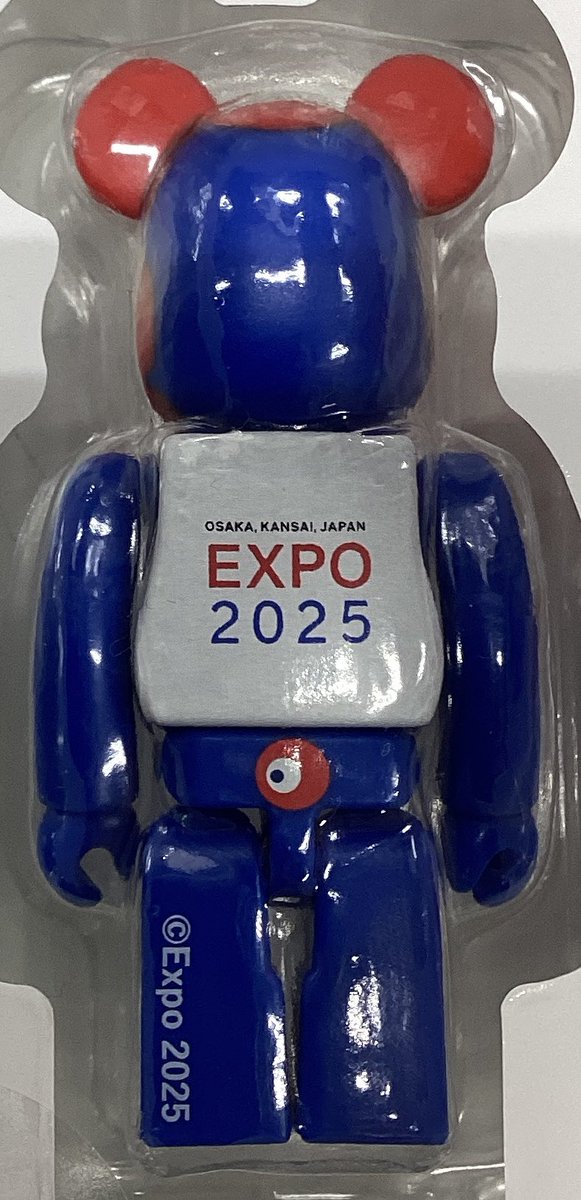 OSAKA, KANSAI, JAPAN
EXPO
2025
©Expo 2025